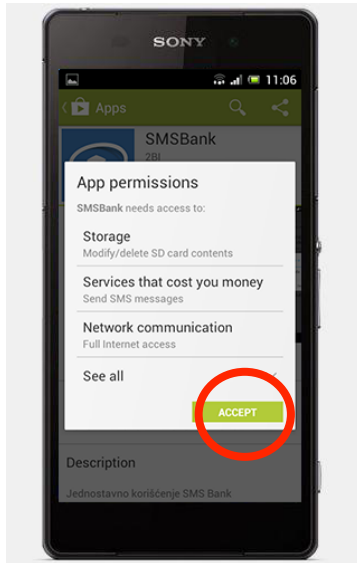 SONY
11:06
Apps
SMSBank
2BI
App permissions
SMSBank needs access to:
Storage
Modify/delete SD card contents
Services that cost you money
Send SMS messages
Network communication
Full Internet access
See all
ACCEPT
Description
Jednostavno korišćenje SMS Bank